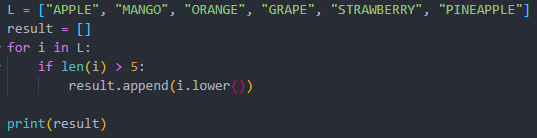 L = ["APPLE", "MANGO", "ORANGE", "GRAPE", "STRAWBERRY", "PINEAPPLE"]
result = []
for i in L:
    if len(i) > 5:
        result.append(i.lower())

print(result)